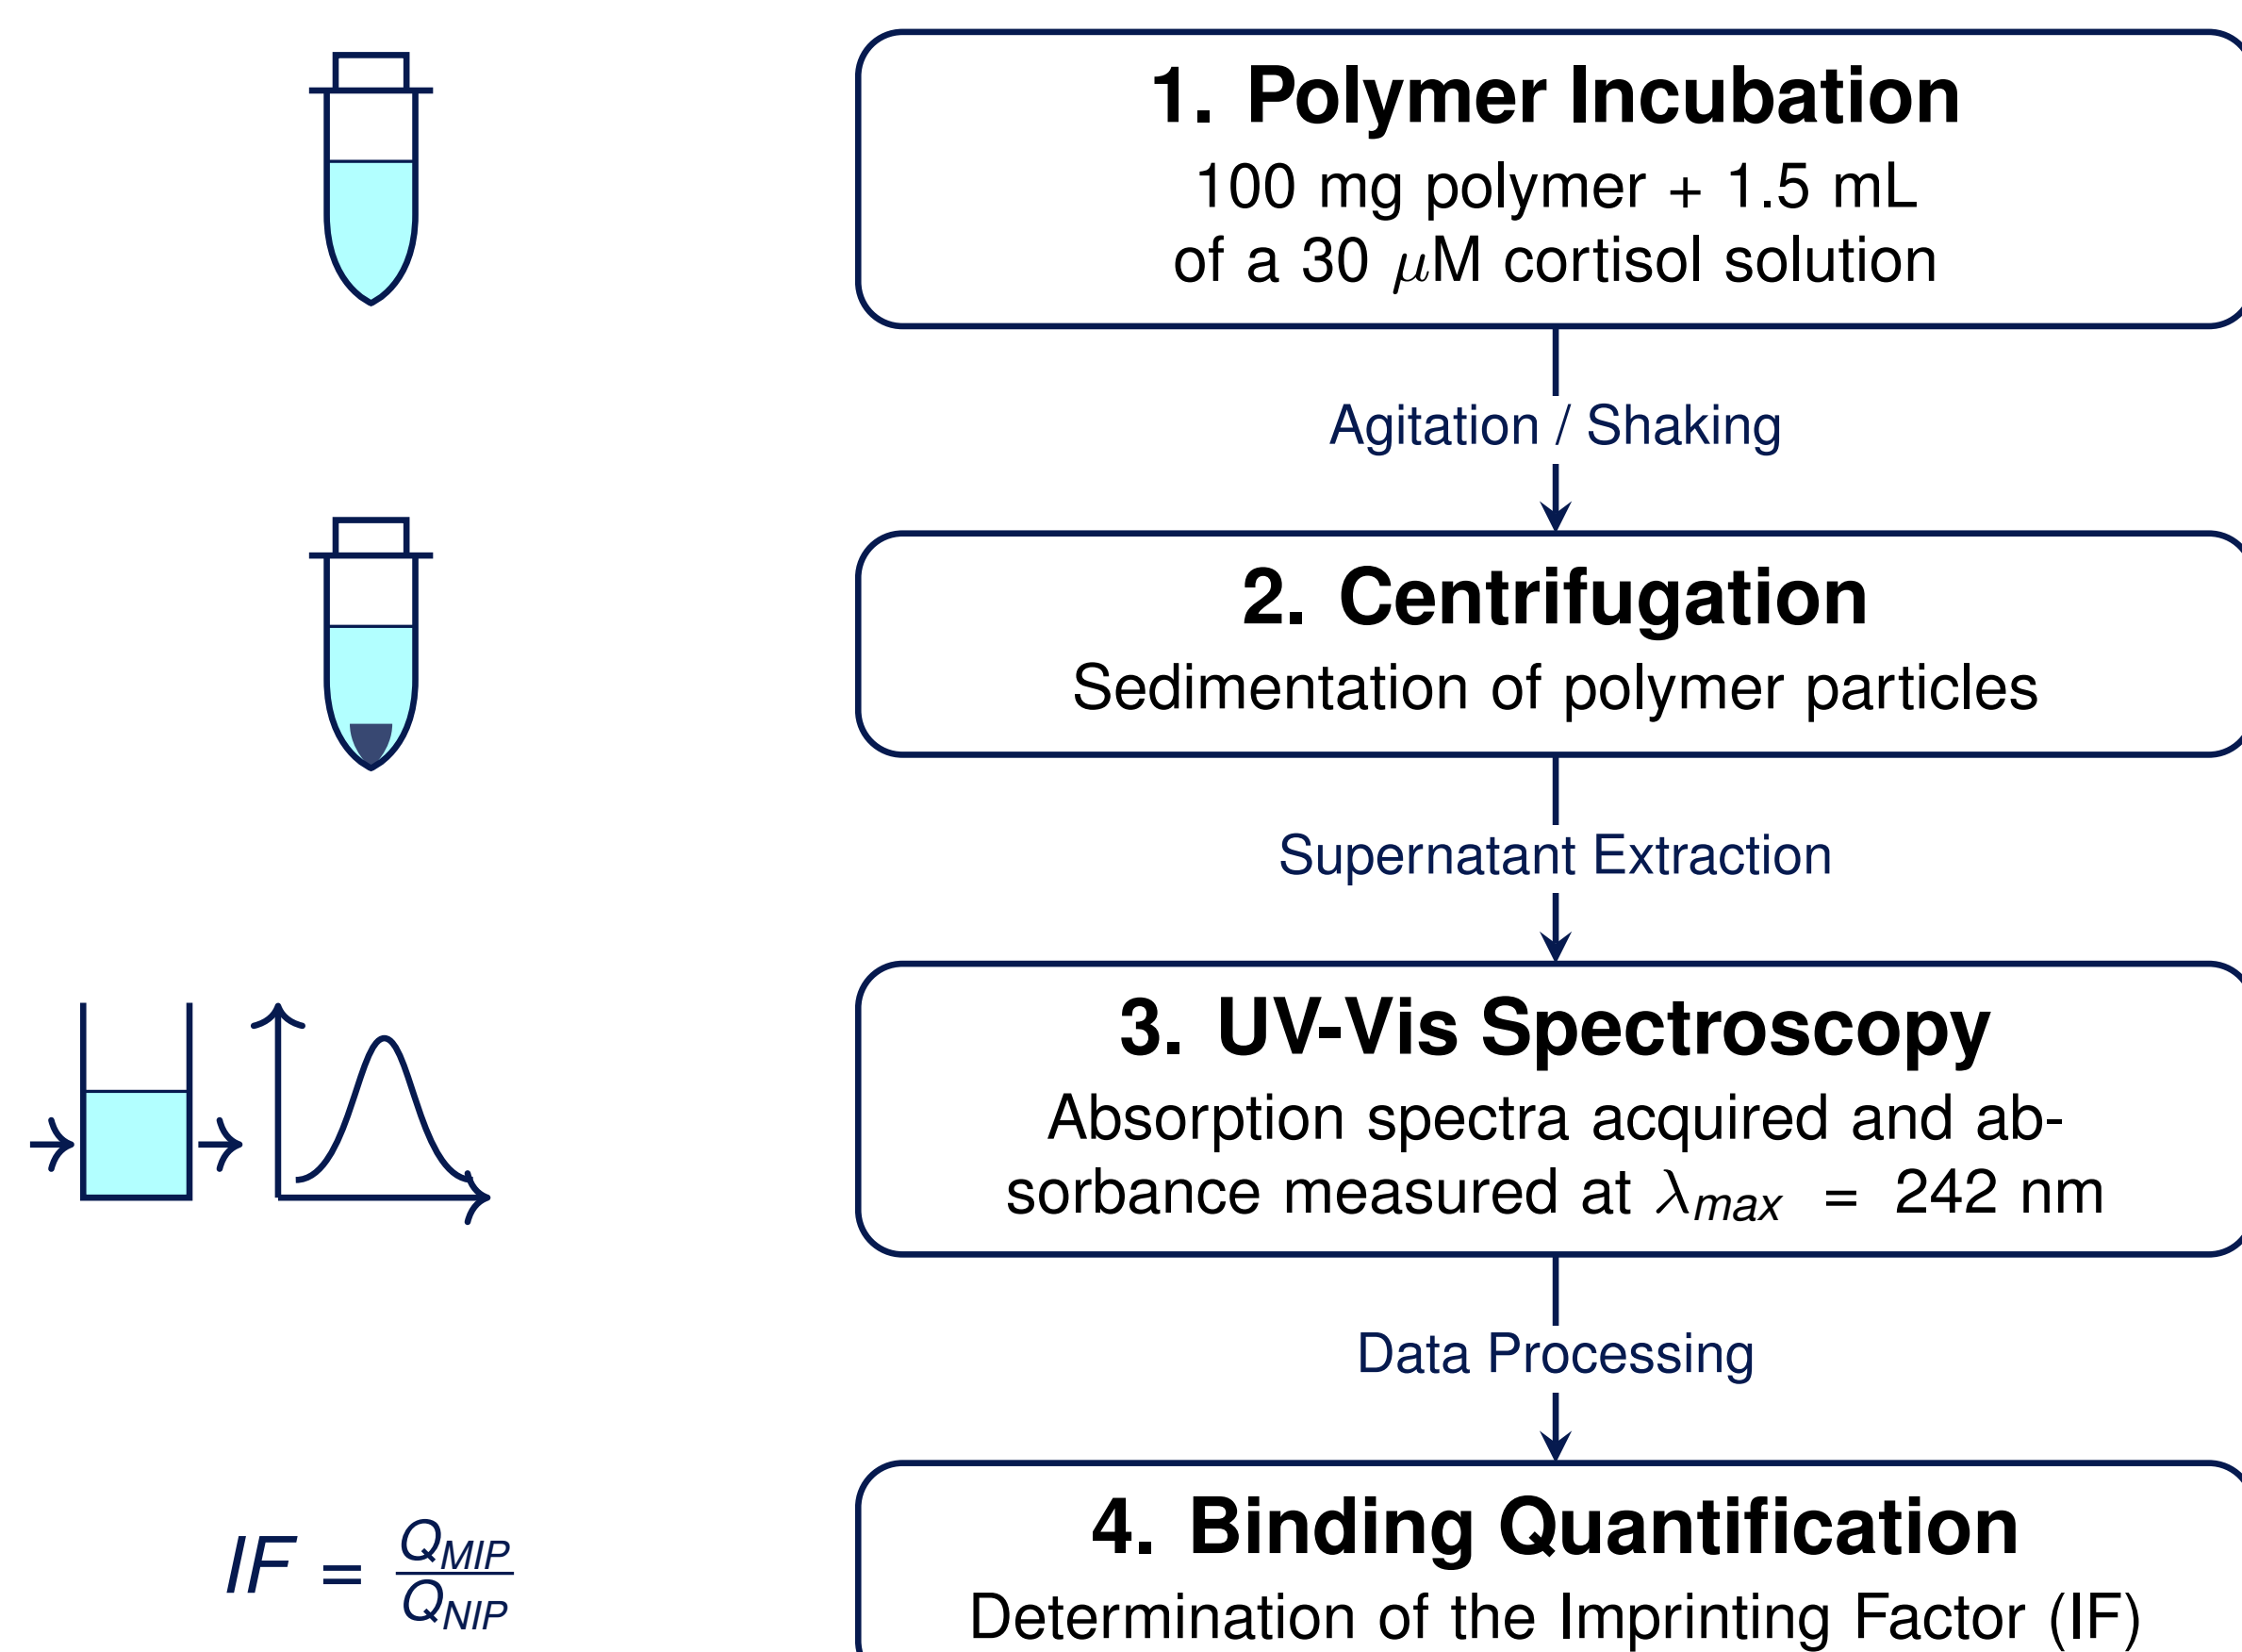 1. Polymer Incubation
100 mg polymer + 1.5 mL
of a 30 μM cortisol solution
Agitation / Shaking
2. Centrifugation
Sedimentation of polymer particles
Supernatant Extraction
3. UV-Vis Spectroscopy
Absorption spectra acquired and ab-
sorbance measured at λmax = 242 nm
Data Processing
IF = QMIP / QNIP
4. Binding Quantification
Determination of the Imprinting Factor (IF)